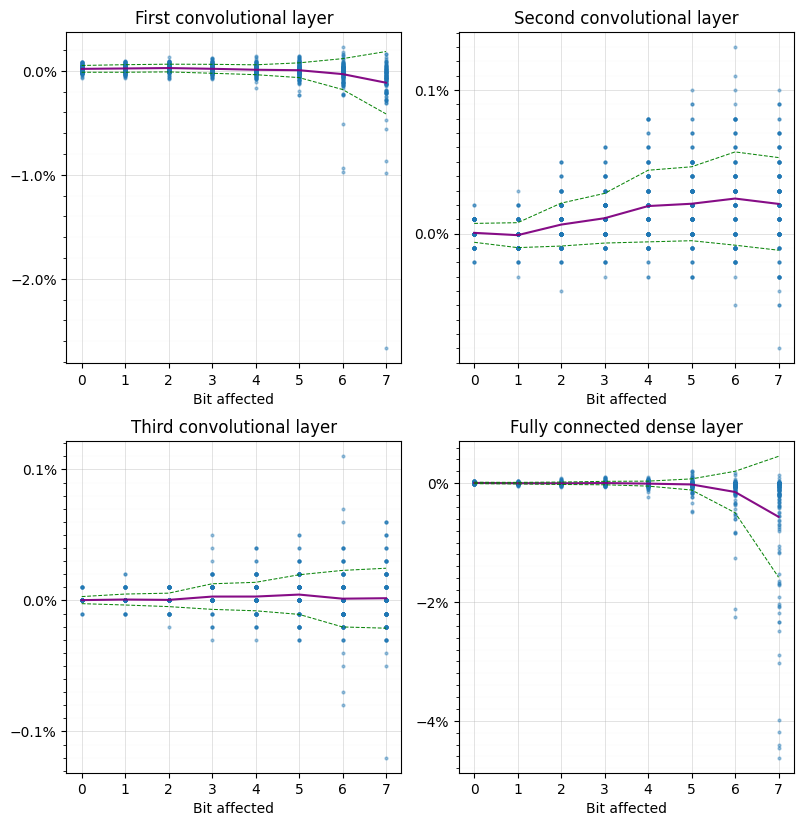 First convolutional layer
0.0%
−1.0%
−2.0%
0 1 2 3 4 5 6 7
Bit affected
Second convolutional layer
0.1%
0.0%
0 1 2 3 4 5 6 7
Bit affected
Third convolutional layer
0.1%
0.0%
−0.1%
0 1 2 3 4 5 6 7
Bit affected
Fully connected dense layer
0%
−2%
−4%
0 1 2 3 4 5 6 7
Bit affected